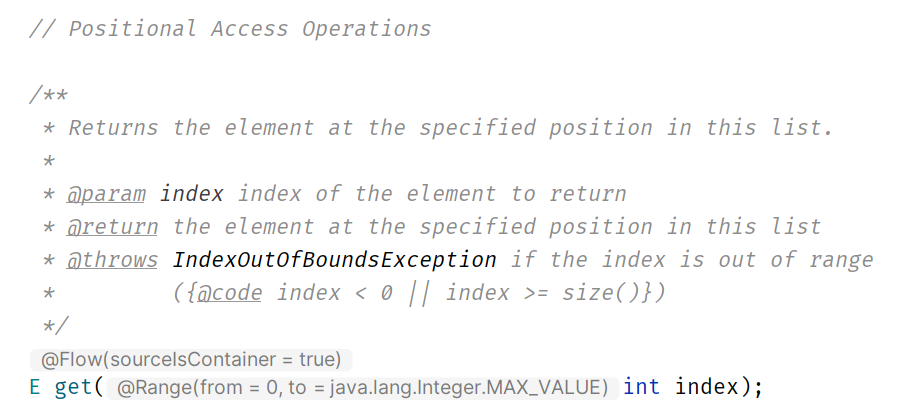 // Positional Access Operations
/**
* Returns the element at the specified position in this list.
*
* @param index index of the element to return
* @return the element at the specified position in this list
* @throws IndexOutOfBoundsException if the index is out of range
*         ({@code index < 0 || index >= size()})
*/
@Flow(sourceIsContainer = true)
E get( @Range(from = 0, to = java.lang.Integer.MAX_VALUE) int index);